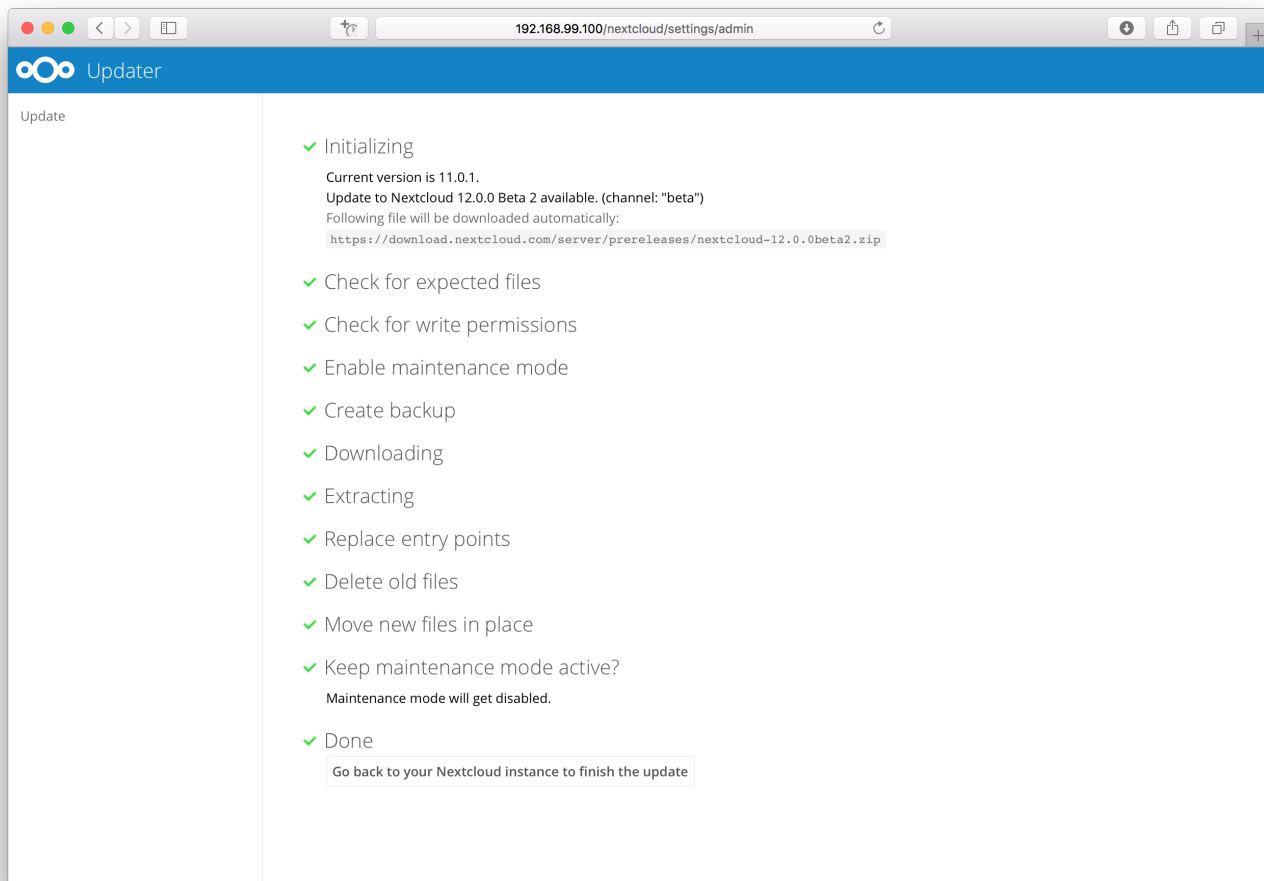 192.168.99.100/nextcloud/settings/admin
Updater
Update
Initializing
Current version is 11.0.1.
Update to Nextcloud 12.0.0 Beta 2 available. (channel: "beta")
Following file will be downloaded automatically:
https://download.nextcloud.com/server/prereleases/nextcloud-12.0.0beta2.zip
Check for expected files
Check for write permissions
Enable maintenance mode
Create backup
Downloading
Extracting
Replace entry points
Delete old files
Move new files in place
Keep maintenance mode active?
Maintenance mode will get disabled.
Done
Go back to your Nextcloud instance to finish the update